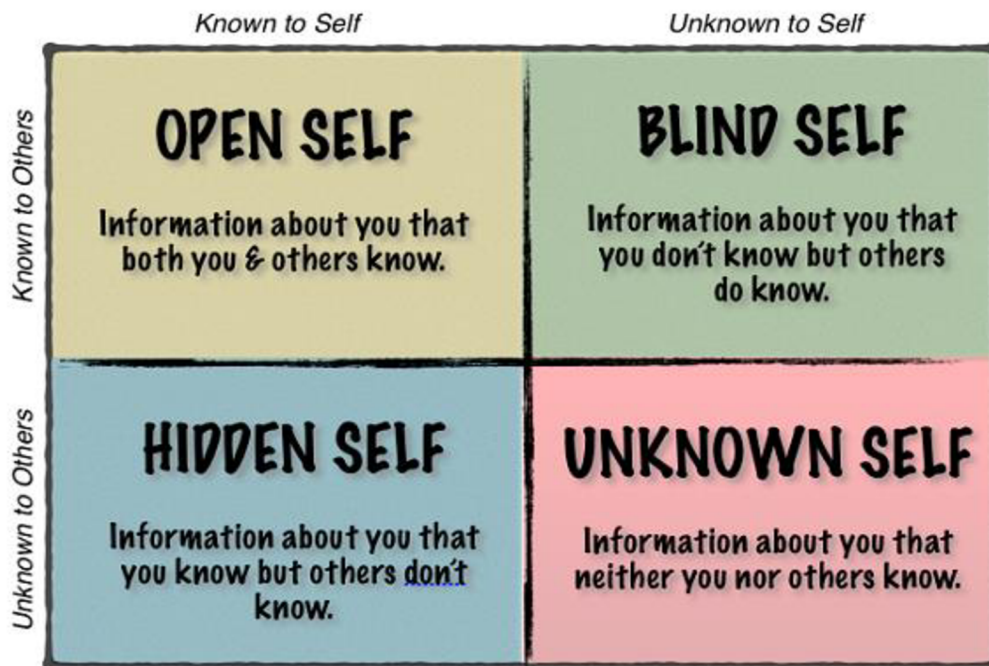 Known to Self
Unknown to Self
Known to Others
OPEN SELF
Information about you that
both you & others know.
BLIND SELF
Information about you that
you don't know but others
do know.
Unknown to Others
HIDDEN SELF
Information about you that
you know but others don't
know.
UNKNOWN SELF
Information about you that
neither you nor others know.